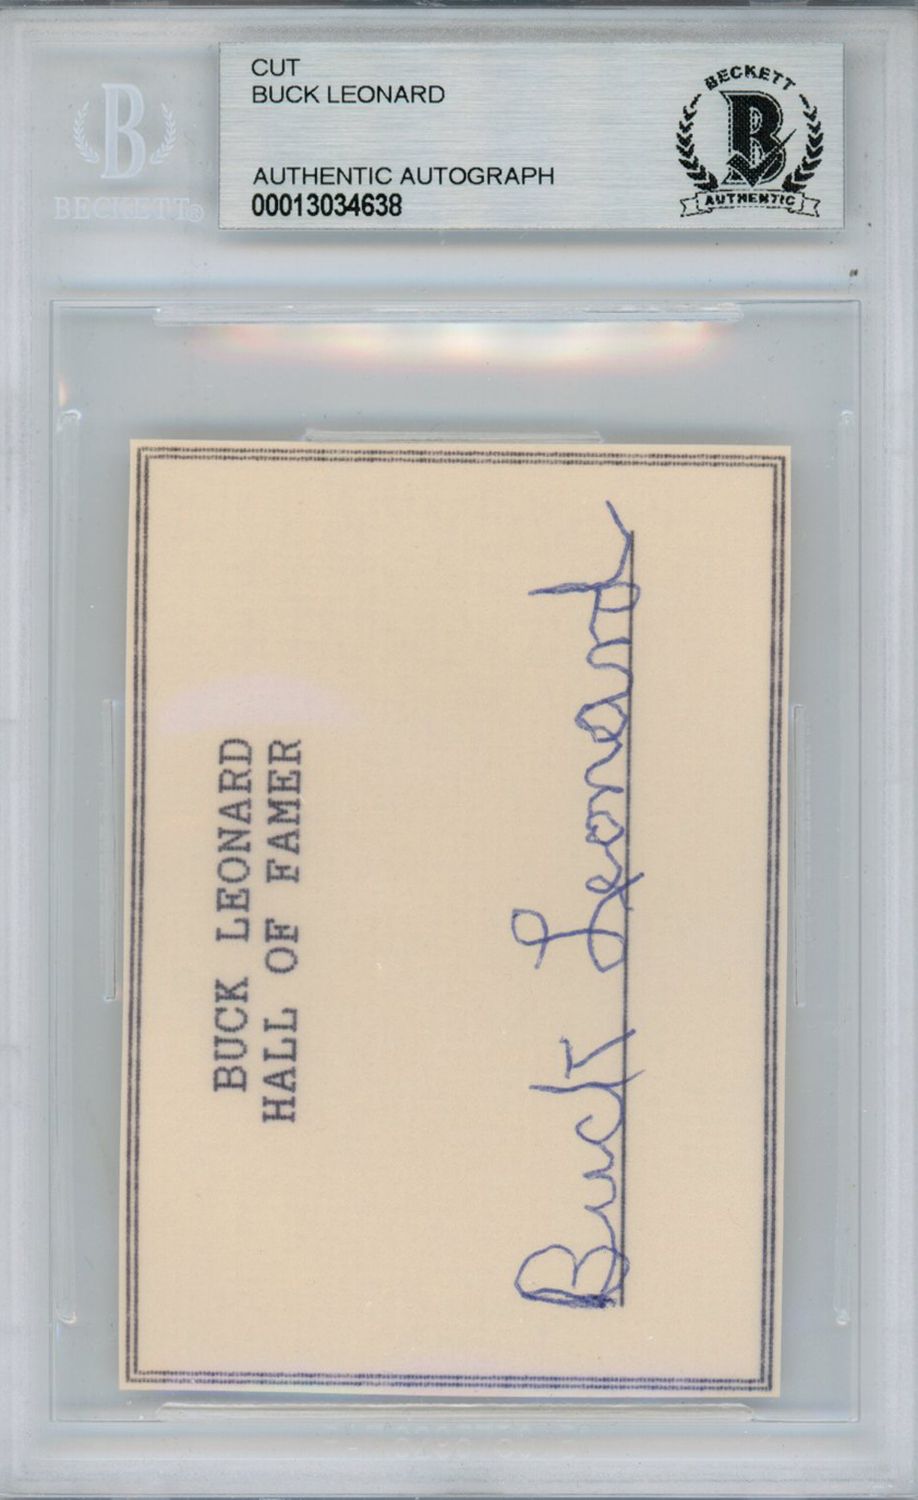 BECKETT®
CUT
BUCK LEONARD
AUTHENTIC AUTOGRAPH
00013034638
BECKETT
B
AUTHENTIC
BUCK LEONARD
HALL OF FAMER
Buck Leonard